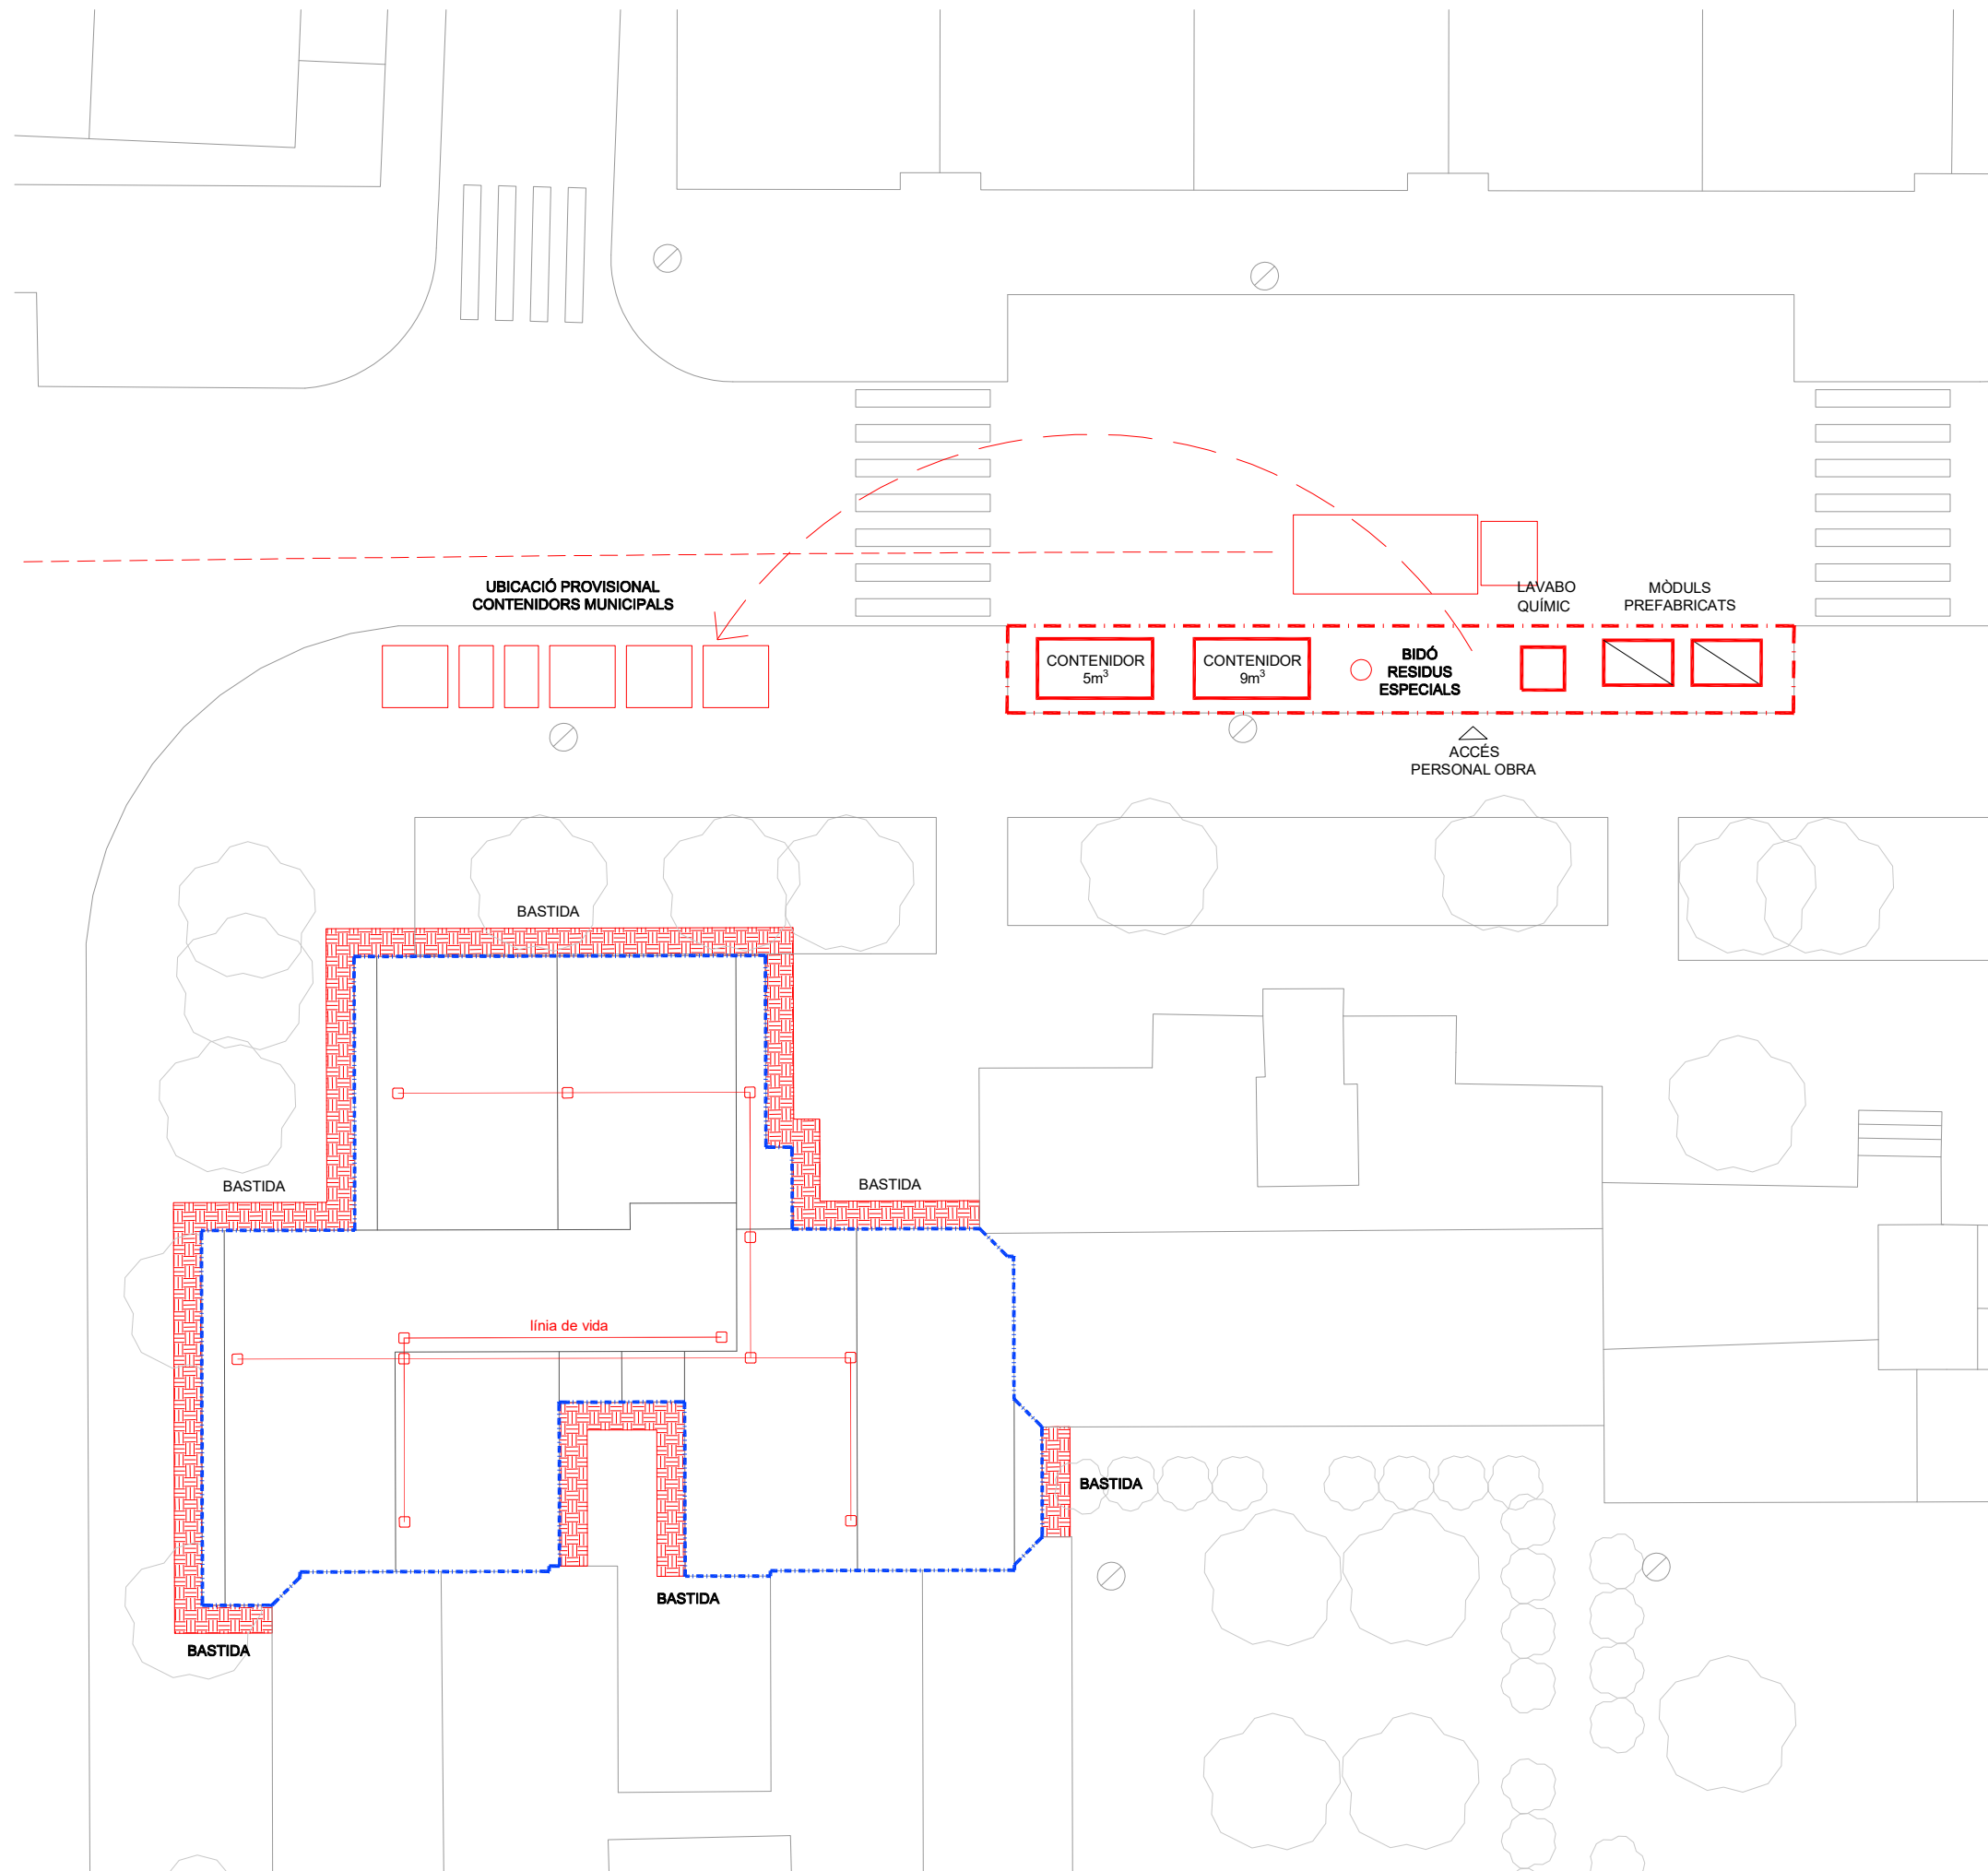 UBICACIÓ PROVISIONAL
CONTENIDORS MUNICIPALS
LAVABO
QUÍMIC
MÒDULS
PREFABRICATS
CONTENIDOR
5m³
CONTENIDOR
9m³
BIDÓ
RESIDUS
ESPECIALS
ACCÉS
PERSONAL OBRA
BASTIDA
BASTIDA
BASTIDA
línia de vida
BASTIDA
BASTIDA
BASTIDA